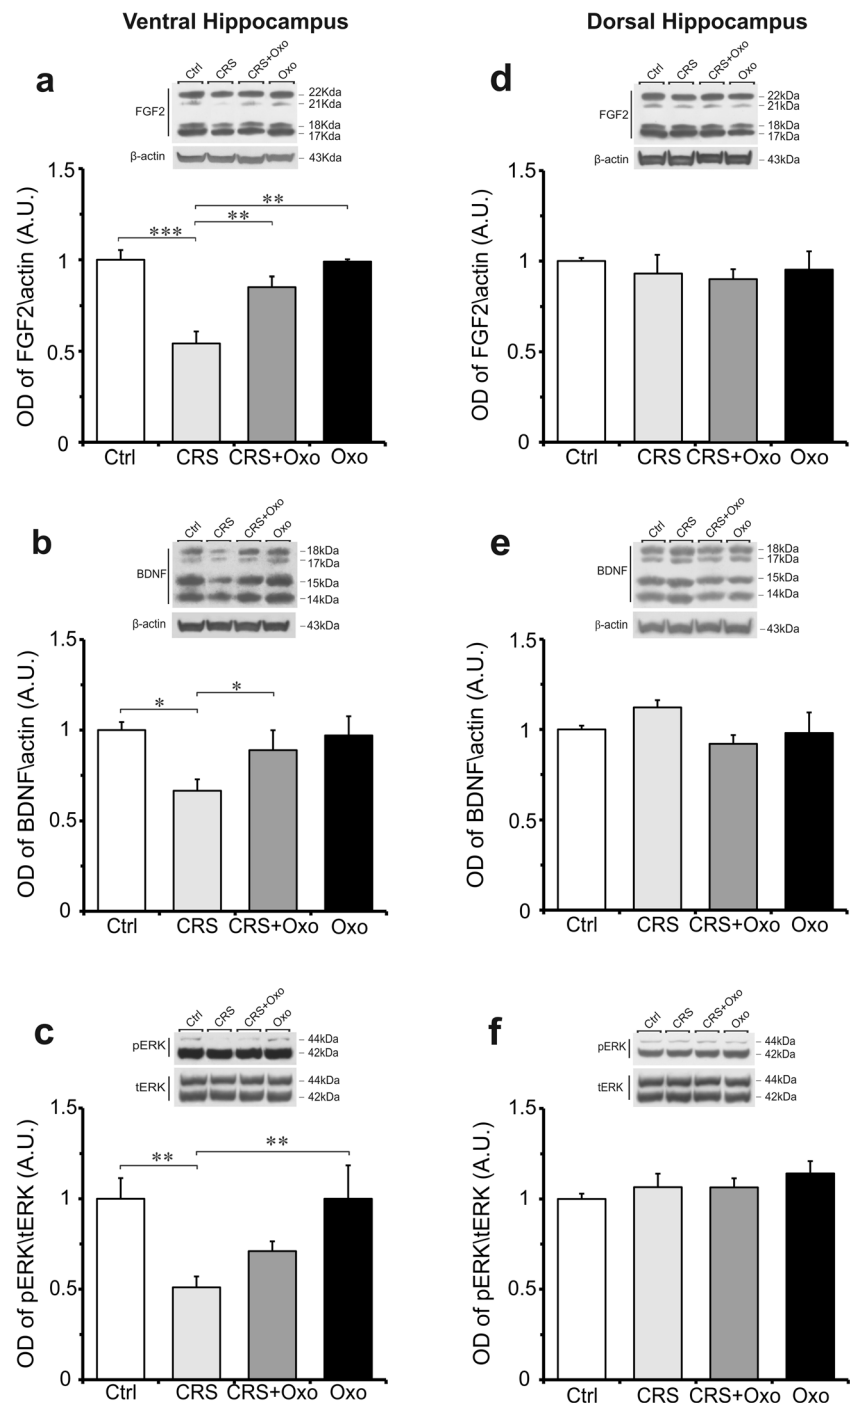 Ventral Hippocampus
Dorsal Hippocampus
a
Ctrl CRS CRS+Oxo Oxo
FGF2
22Kda
21Kda
18Kda
17Kda
β-actin
43Kda
OD of FGF2\actin (A.U.)
1.5
1
0.5
0
***
**
**
Ctrl CRS CRS+Oxo Oxo
d
Ctrl CRS CRS+Oxo Oxo
FGF2
22kDa
21kDa
18kDa
17kDa
β-actin
43kDa
OD of FGF2\actin (A.U.)
1.5
1
0.5
0
Ctrl CRS CRS+Oxo Oxo
b
Ctrl CRS CRS+Oxo Oxo
BDNF
18kDa
17kDa
15kDa
14kDa
β-actin
43kDa
OD of BDNF\actin (A.U.)
1.5
1
0.5
0
*
*
Ctrl CRS CRS+Oxo Oxo
e
Ctrl CRS CRS+Oxo Oxo
BDNF
18kDa
17kDa
15kDa
14kDa
β-actin
43kDa
OD of BDNF\actin (A.U.)
1.5
1
0.5
0
Ctrl CRS CRS+Oxo Oxo
c
Ctrl CRS CRS+Oxo Oxo
pERK
44kDa
42kDa
tERK
44kDa
42kDa
OD of pERK\tERK (A.U.)
1.5
1
0.5
0
**
**
Ctrl CRS CRS+Oxo Oxo
f
Ctrl CRS CRS+Oxo Oxo
pERK
44kDa
42kDa
tERK
44kDa
42kDa
OD of pERK\tERK (A.U.)
1.5
1
0.5
0
Ctrl CRS CRS+Oxo Oxo